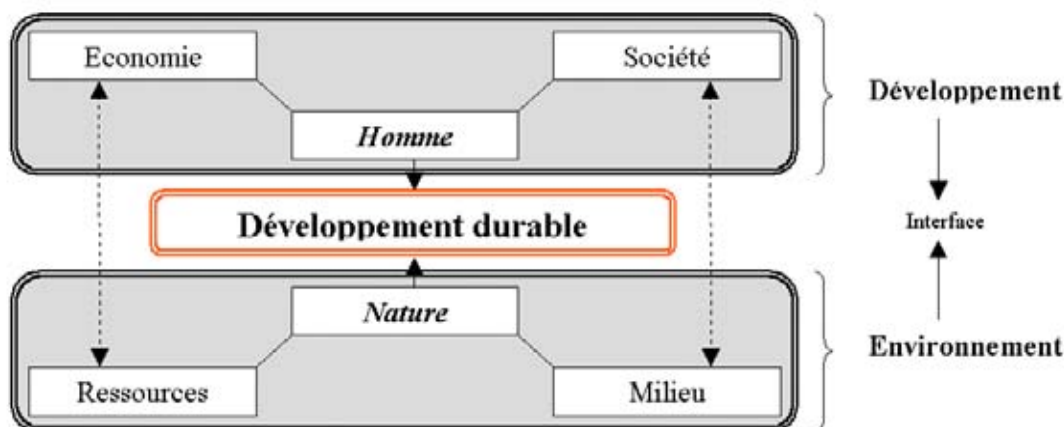 Economie
Société
Homme
Développement
Développement durable
Interface
Nature
Environnement
Ressources
Milieu